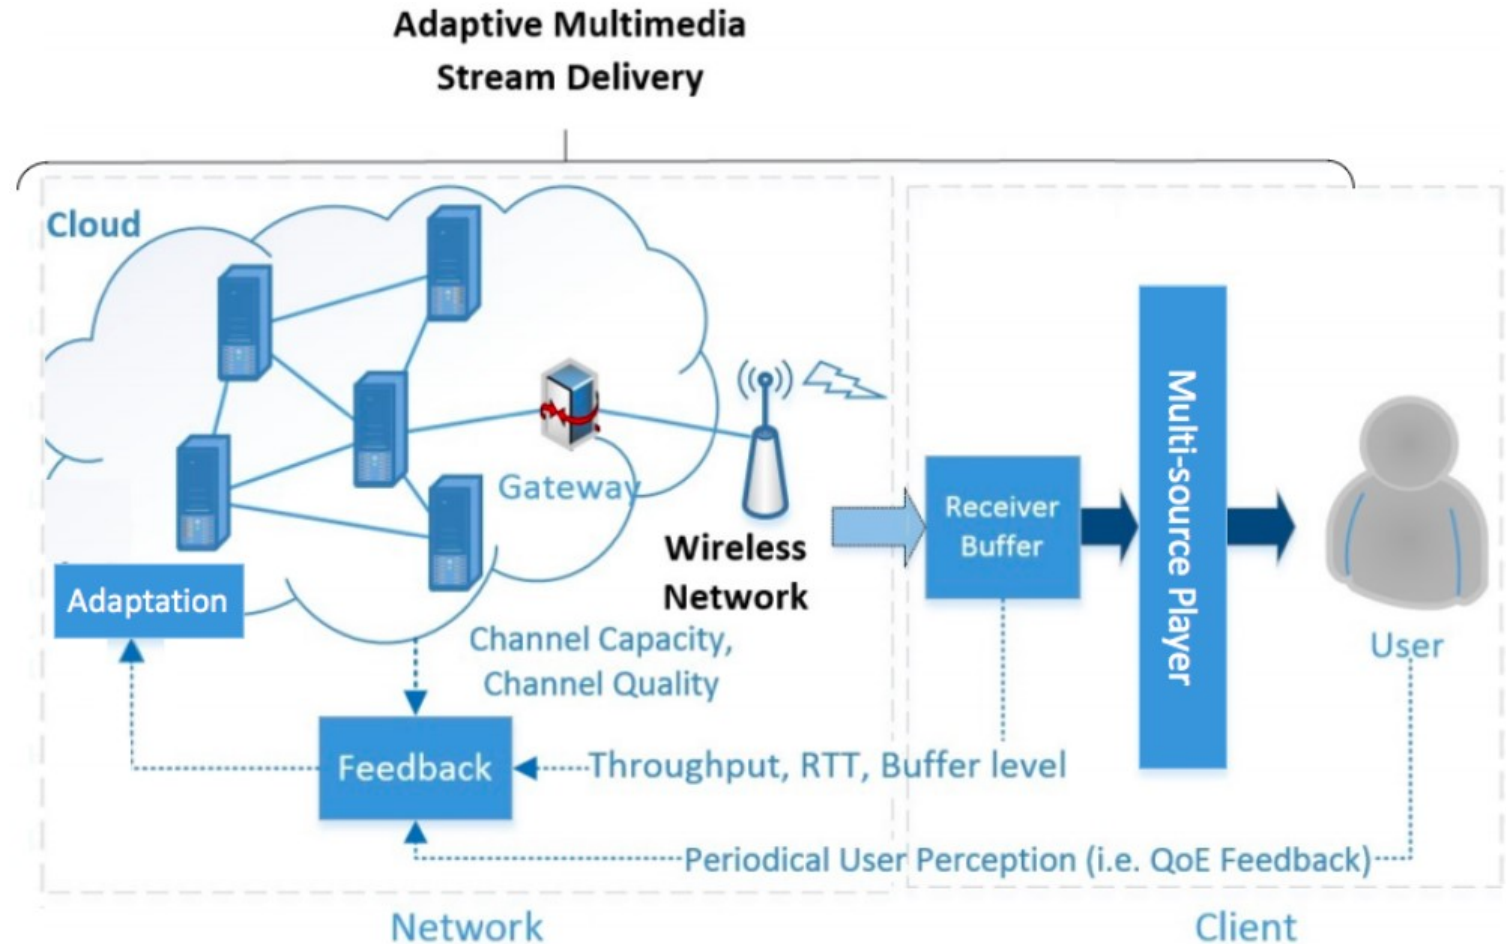 Adaptive Multimedia
Stream Delivery
Cloud
Gateway
Wireless
Network
Adaptation
Channel Capacity,
Channel Quality
Feedback
Throughput, RTT, Buffer level
Periodical User Perception (i.e. QoE Feedback)
Receiver
Buffer
Multi-source Player
User
Network
Client